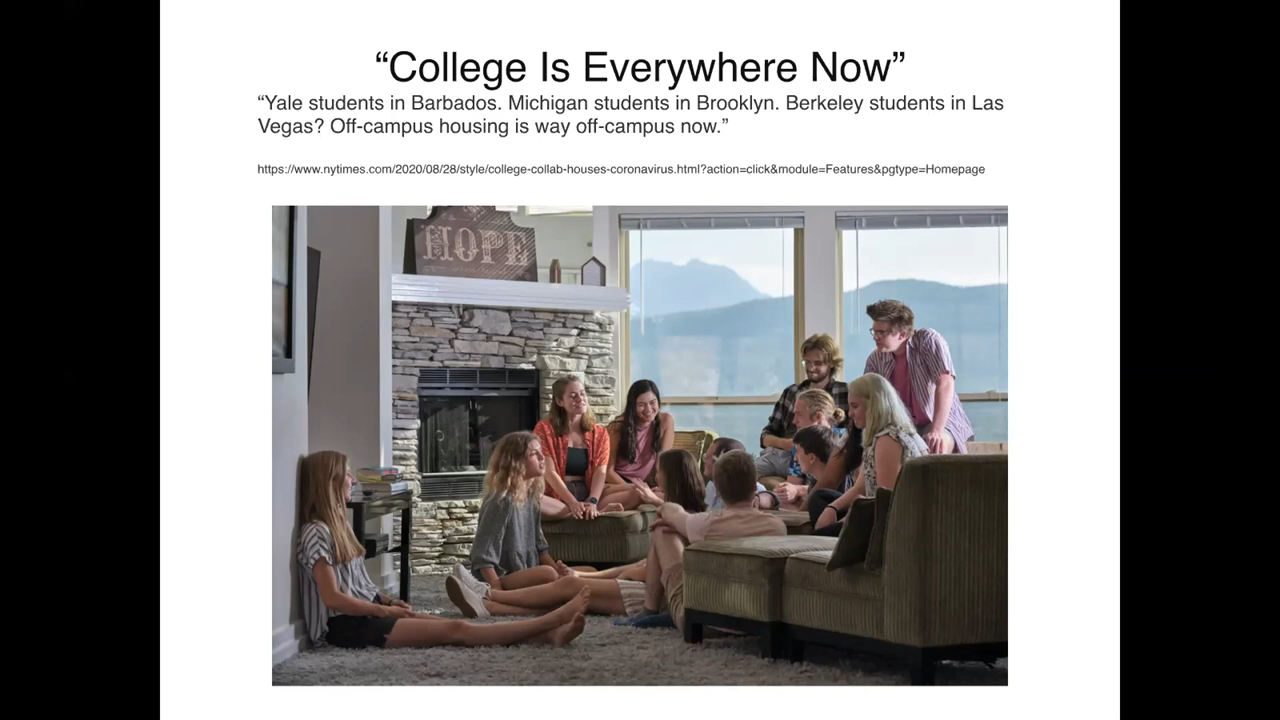 “College Is Everywhere Now”
“Yale students in Barbados. Michigan students in Brooklyn. Berkeley students in Las
Vegas? Off-campus housing is way off-campus now.”
https://www.nytimes.com/2020/08/28/style/college-collab-houses-coronavirus.html?action=click&module=Features&pgtype=Homepage
HOPE